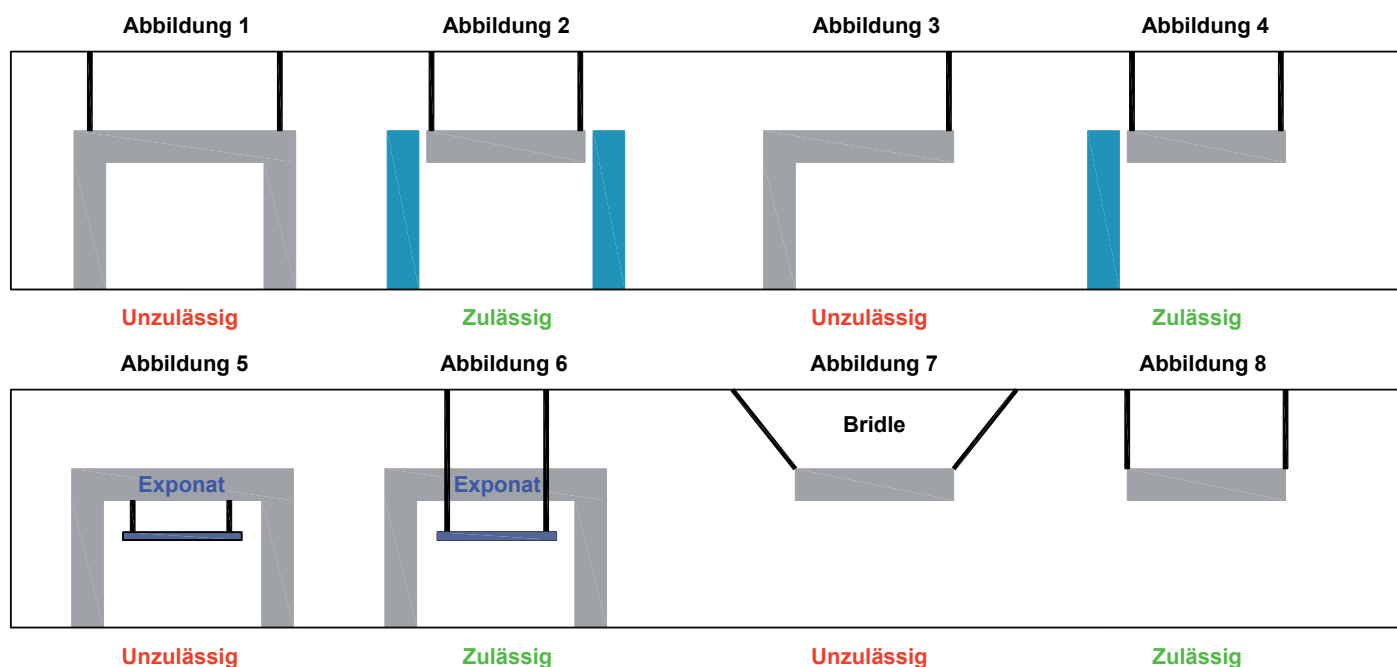 Abbildung 1
Abbildung 2
Abbildung 3
Abbildung 4
Unzulässig
Zulässig
Unzulässig
Zulässig
Abbildung 5
Abbildung 6
Abbildung 7
Abbildung 8
Bridle
Exponat
Exponat
Unzulässig
Zulässig
Unzulässig
Zulässig